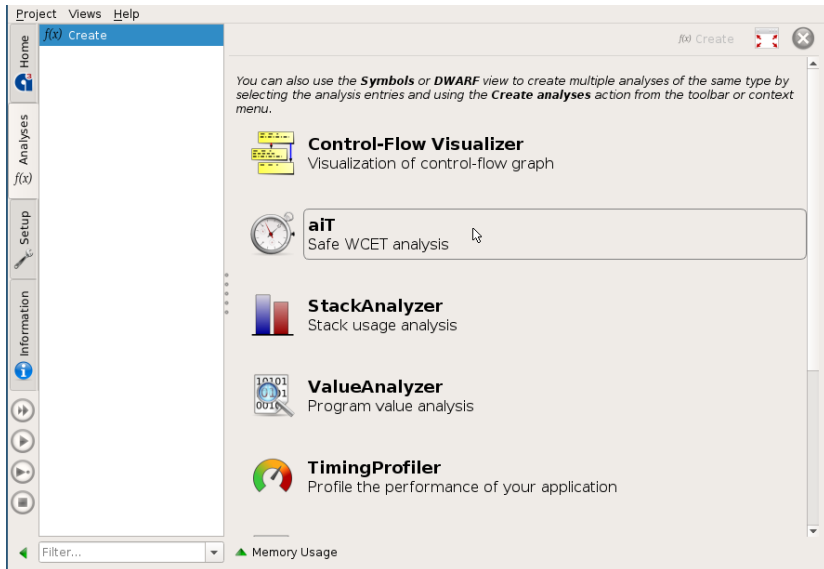 Project Views Help
Home
Analyses
f(x)
Setup
Information
f(x) Create
f(x) Create
You can also use the Symbols or DWARF view to create multiple analyses of the same type by
selecting the analysis entries and using the Create analyses action from the toolbar or context
menu.
Control-Flow Visualizer
Visualization of control-flow graph
aiT
Safe WCET analysis
StackAnalyzer
Stack usage analysis
10101
0101
0010
ValueAnalyzer
Program value analysis
TimingProfiler
Profile the performance of your application
Filter...
Memory Usage